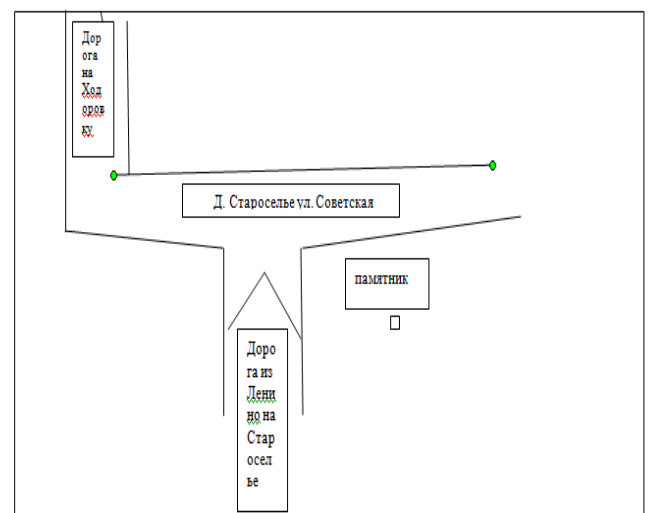 Дор
ога
на
Ход
оров
ку
Д. Староселье ул. Советская
памятник
Доро
га из
Лени
но на
Стар
осел
ье